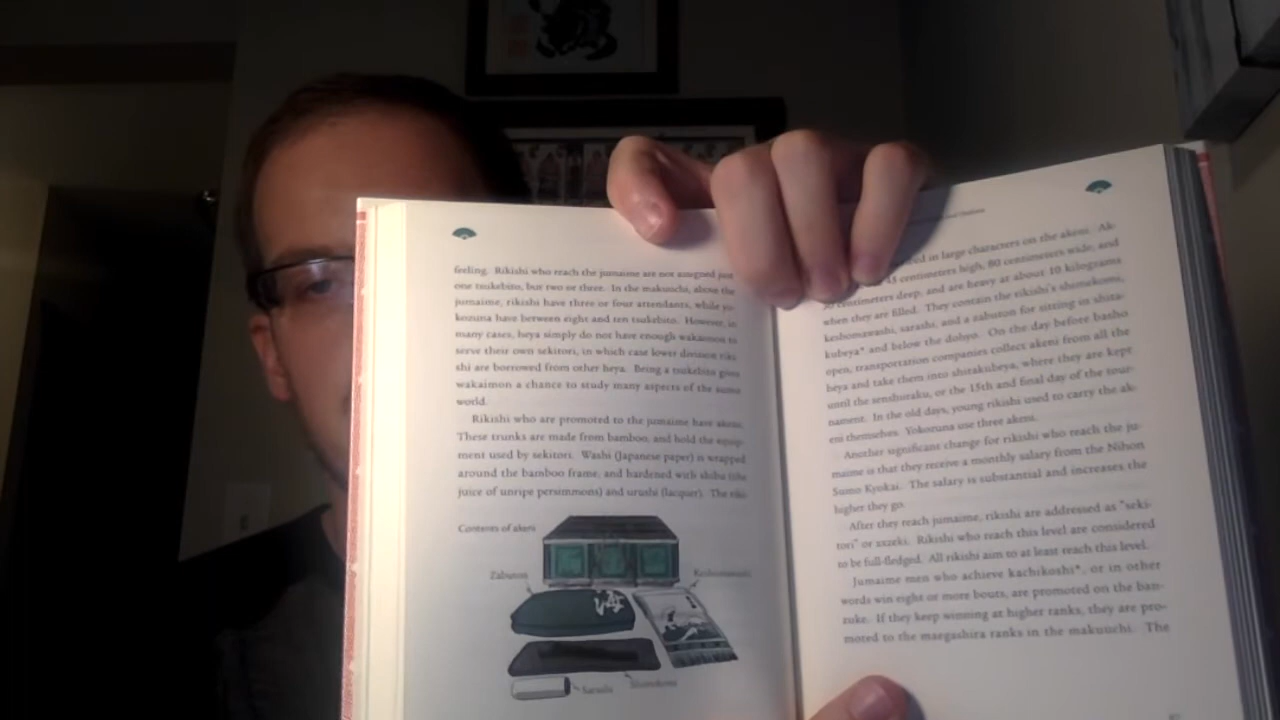 feeling. Rikishi who reach the jumaime are not assigned just
one tsukebito, but two or three. In the makuuchi, above the
jumaime, rikishi have three or four attendants, while yo-
kozuna have between eight and ten tsukebito. However, in
many cases, heya simply do not have enough wakaimon to
serve their own sekitori, in which case lower division riki-
shi are borrowed from other heya. Being a tsukebito gives
wakaimon a chance to study many aspects of the sumo
world.
Rikishi who are promoted to the jumaime have akeni.
These trunks are made from bamboo, and hold the equip-
ment used by sekitori. Washi (Japanese paper) is wrapped
around the bamboo frame, and hardened with shibu (the
juice of unripe persimmons) and urushi (lacquer). The riki-
Contents of akeni
Zabuton
Keshomawashi
Sarashi
Shimekomi
in large characters on the akeni. Ak-
45 centimetres high, 80 centimetres wide, and
30 centimetres deep, and are heavy at about 10 kilograms
when they are filled. They contain the rikishi's shimekomi,
keshomawashi, sarashi, and a zabuton for sitting in shita-
kubeya* and below the dohyo. On the day before basho
open, transportation companies collect akeni from all the
heya and take them into shitakubeya, where they are kept
until the senshuraku, or the 15th and final day of the tour-
nament. In the old days, young rikishi used to carry the ak-
eni themselves. Yokozuna use three akeni.
Another significant change for rikishi who reach the ju-
maime is that they receive a monthly salary from the Nihon
Sumo Kyokai. The salary is substantial and increases the
higher they go.
After they reach jumaime, rikishi are addressed as "seki-
tori" or xxzeki. Rikishi who reach this level are considered
to be full-fledged. All rikishi aim to at least reach this level.
Jumaime men who achieve kachikoshi*, or in other
words win eight or more bouts, are promoted on the ban-
zuke. If they keep winning at higher ranks, they are pro-
moted to the maegashira ranks in the makuuchi. The